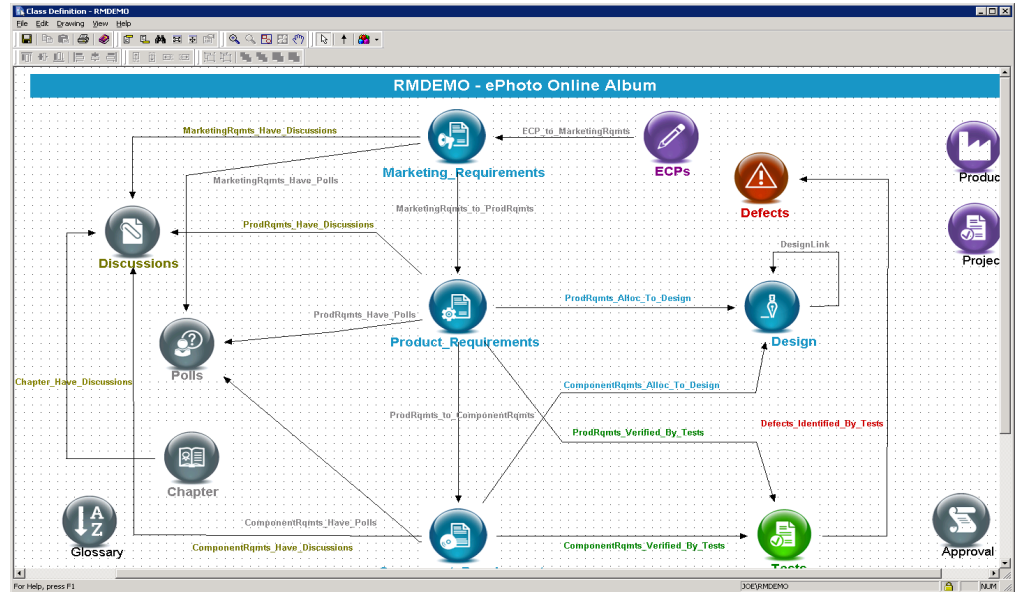 Class Definition - RMDEMO
File Edit Drawing View Help
RMDEMO - ePhoto Online Album
MarketingRqmts_Have_Discussions
ECP_to_MarketingRqmts
Marketing_Requirements
ECPs
Produc
MarketingRqmts_Have_Polls
Defects
MarketingRqmts_to_ProdRqmts
ProdRqmts_Have_Discussions
DesignLink
Discussions
Projec
ProdRqmts_Alloc_To_Design
ProdRqmts_Have_Polls
Product_Requirements
Design
Polls
Chapter_Have_Discussions
ComponentRqmts_Alloc_To_Design
ProdRqmts_to_ComponentRqmts
Defects_Identified_By_Tests
ProdRqmts_Verified_By_Tests
Chapter
A
Z
ComponentRqmts_Have_Polls
Glossary
ComponentRqmts_Have_Discussions
ComponentRqmts_Verified_By_Tests
Approval
Tests
For Help, press F1
JOE\RMDEMO
NUM